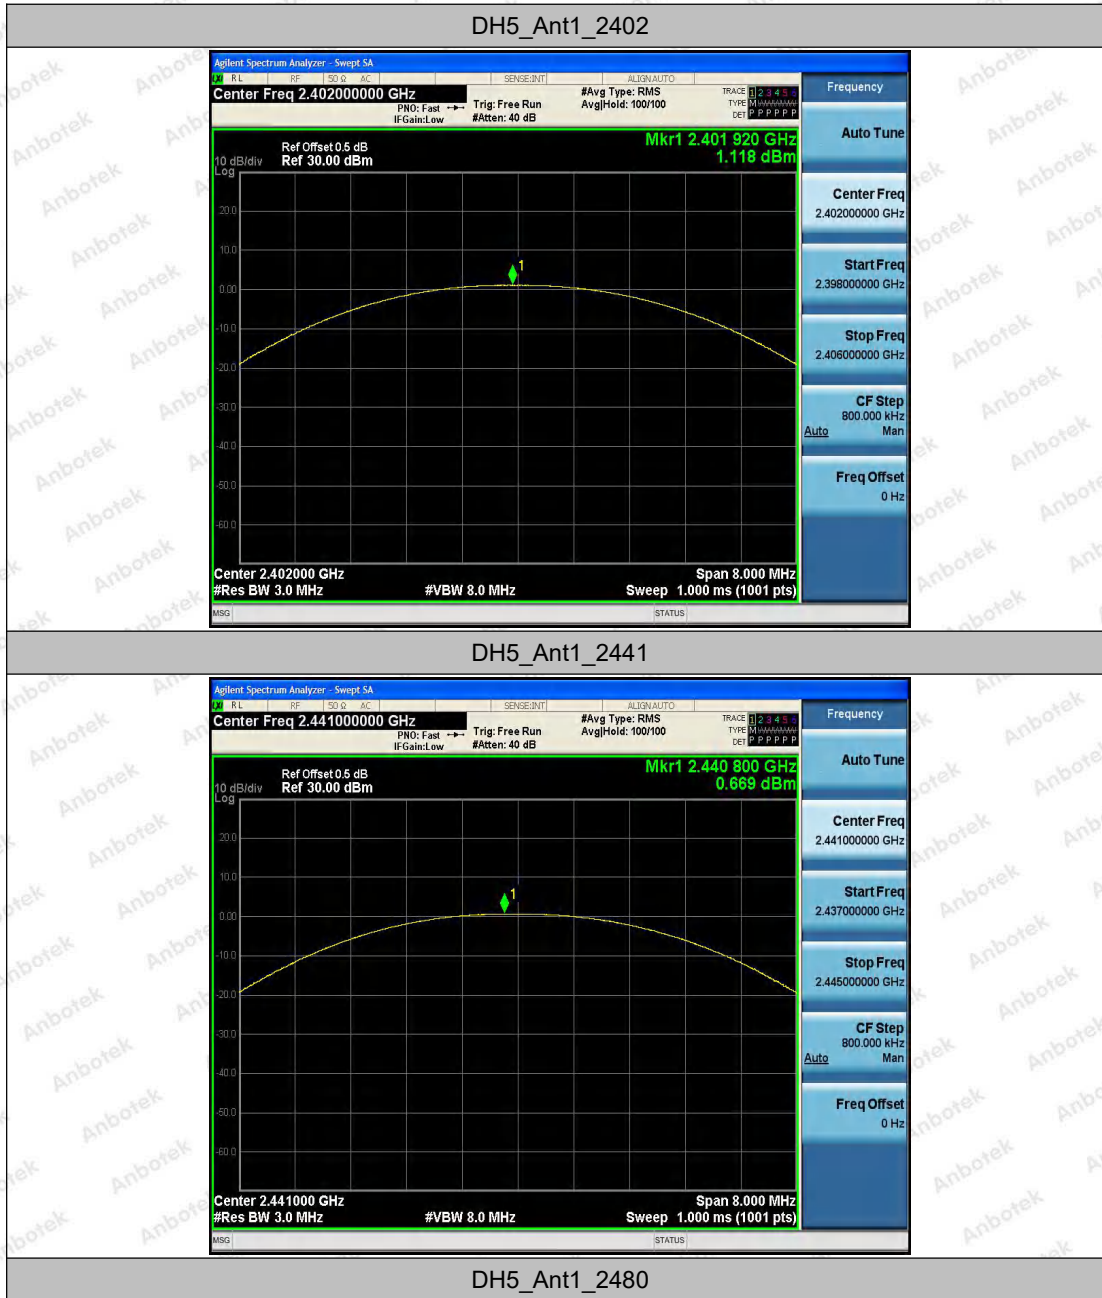 DH5_Ant1_2402
Agilent Spectrum Analyzer - Swept SA
RL RF 50 Ω AC SENSE:INT ALIGNAUTO
Center Freq 2.402000000 GHz
PNO: Fast
IFGain:Low
Trig: Free Run
#Atten: 40 dB
#Avg Type: RMS
Avg|Hold: 100/100
TRACE 1 2 3 4 5 6
TYPE M
DET P P P P P P
Ref Offset 0.5 dB
10 dB/div Ref 30.00 dBm
Log
Mkr1 2.401 920 GHz
1.118 dBm
20.0
10.0
0.00
-10.0
-20.0
-30.0
-40.0
-50.0
-60.0
1
Center 2.402000 GHz
Span 8.000 MHz
#Res BW 3.0 MHz
#VBW 8.0 MHz
Sweep 1.000 ms (1001 pts)
MSG
STATUS
Frequency
Auto Tune
Center Freq
2.402000000 GHz
Start Freq
2.398000000 GHz
Stop Freq
2.406000000 GHz
CF Step
800.000 kHz
Auto Man
Freq Offset
0 Hz
DH5_Ant1_2441
Agilent Spectrum Analyzer - Swept SA
RL RF 50 Ω AC SENSE:INT ALIGNAUTO
Center Freq 2.441000000 GHz
PNO: Fast
IFGain:Low
Trig: Free Run
#Atten: 40 dB
#Avg Type: RMS
Avg|Hold: 100/100
TRACE 1 2 3 4 5 6
TYPE M
DET P P P P P P
Ref Offset 0.5 dB
10 dB/div Ref 30.00 dBm
Log
Mkr1 2.440 800 GHz
0.669 dBm
20.0
10.0
0.00
-10.0
-20.0
-30.0
-40.0
-50.0
-60.0
1
Center 2.441000 GHz
Span 8.000 MHz
#Res BW 3.0 MHz
#VBW 8.0 MHz
Sweep 1.000 ms (1001 pts)
MSG
STATUS
Frequency
Auto Tune
Center Freq
2.441000000 GHz
Start Freq
2.437000000 GHz
Stop Freq
2.445000000 GHz
CF Step
800.000 kHz
Auto Man
Freq Offset
0 Hz
DH5_Ant1_2480